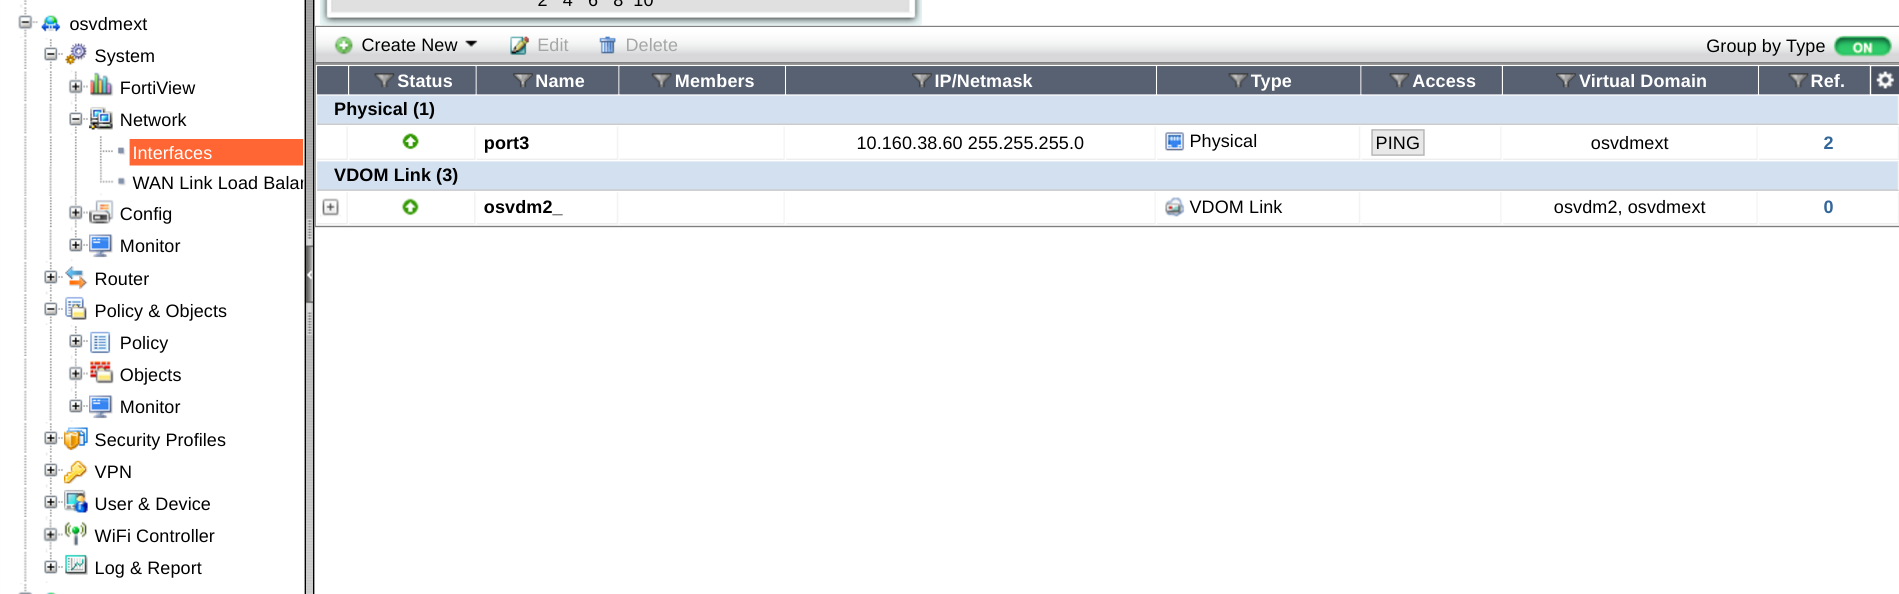 2 4 6 8 10
osvdmext
System
FortiView
Network
Interfaces
WAN Link Load Balan
Config
Monitor
Router
Policy & Objects
Policy
Objects
Monitor
Security Profiles
VPN
User & Device
WiFi Controller
Log & Report
Create New Edit Delete Group by Type ON
Status Name Members IP/Netmask Type Access Virtual Domain Ref.
Physical (1)
port3 10.160.38.60 255.255.255.0 Physical PING osvdmext 2
VDOM Link (3)
osvdm2_ VDOM Link osvdm2, osvdmext 0